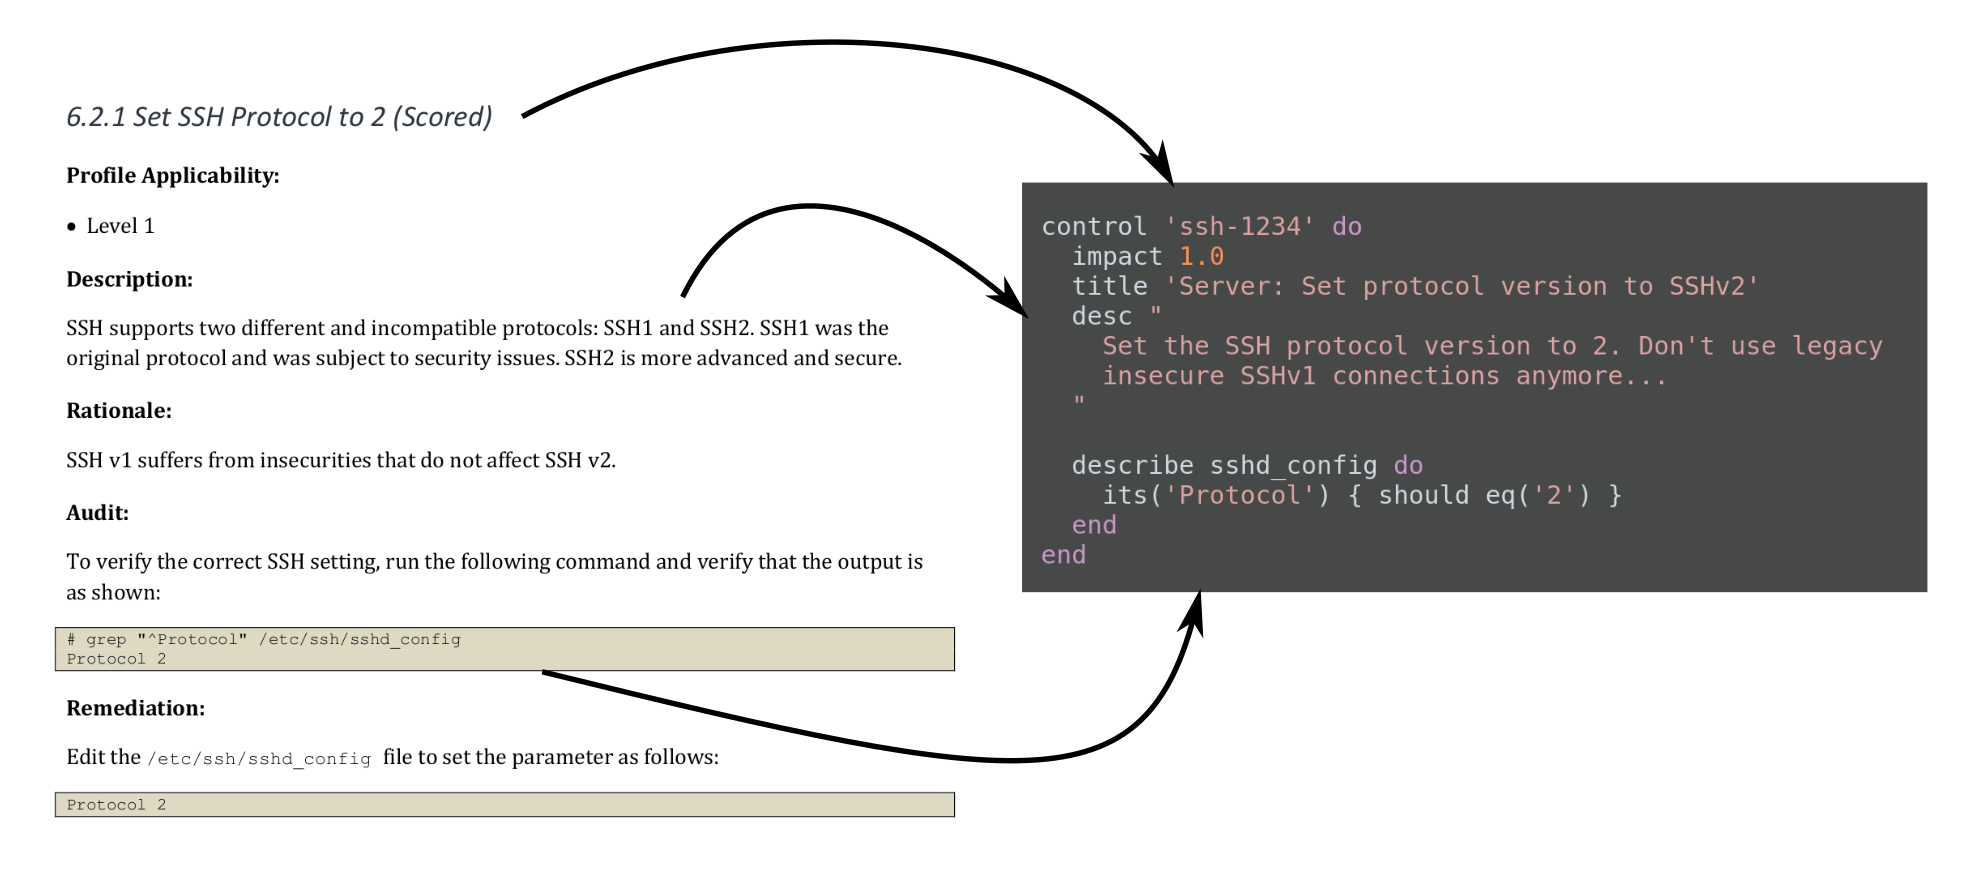 6.2.1 Set SSH Protocol to 2 (Scored)
Profile Applicability:
• Level 1
Description:
SSH supports two different and incompatible protocols: SSH1 and SSH2. SSH1 was the
original protocol and was subject to security issues. SSH2 is more advanced and secure.
Rationale:
SSH v1 suffers from insecurities that do not affect SSH v2.
Audit:
To verify the correct SSH setting, run the following command and verify that the output is
as shown:
# grep "^Protocol" /etc/ssh/sshd_config
Protocol 2
Remediation:
Edit the /etc/ssh/sshd_config file to set the parameter as follows:
Protocol 2
control 'ssh-1234' do
  impact 1.0
  title 'Server: Set protocol version to SSHv2'
  desc "
    Set the SSH protocol version to 2. Don't use legacy
    insecure SSHv1 connections anymore...
  "
  describe sshd_config do
    its('Protocol') { should eq('2') }
  end
end